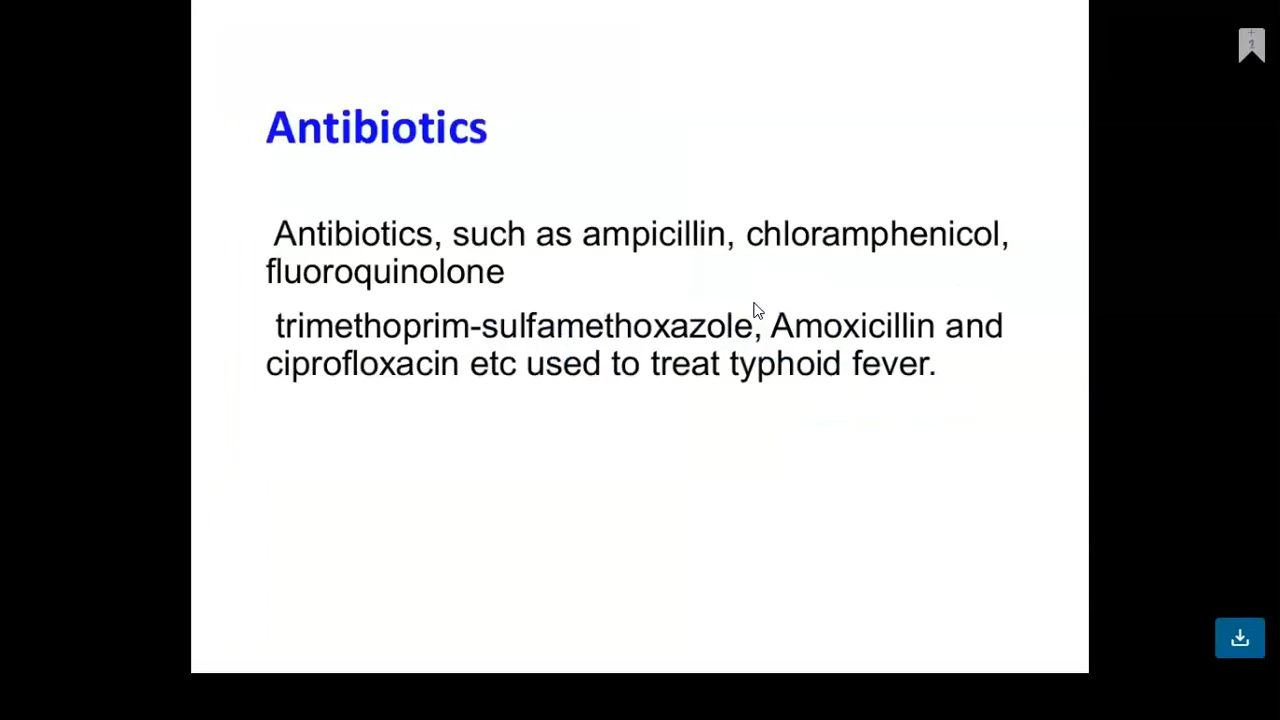 Antibiotics
Antibiotics, such as ampicillin, chloramphenicol,
fluoroquinolone
trimethoprim-sulfamethoxazole, Amoxicillin and
ciprofloxacin etc used to treat typhoid fever.